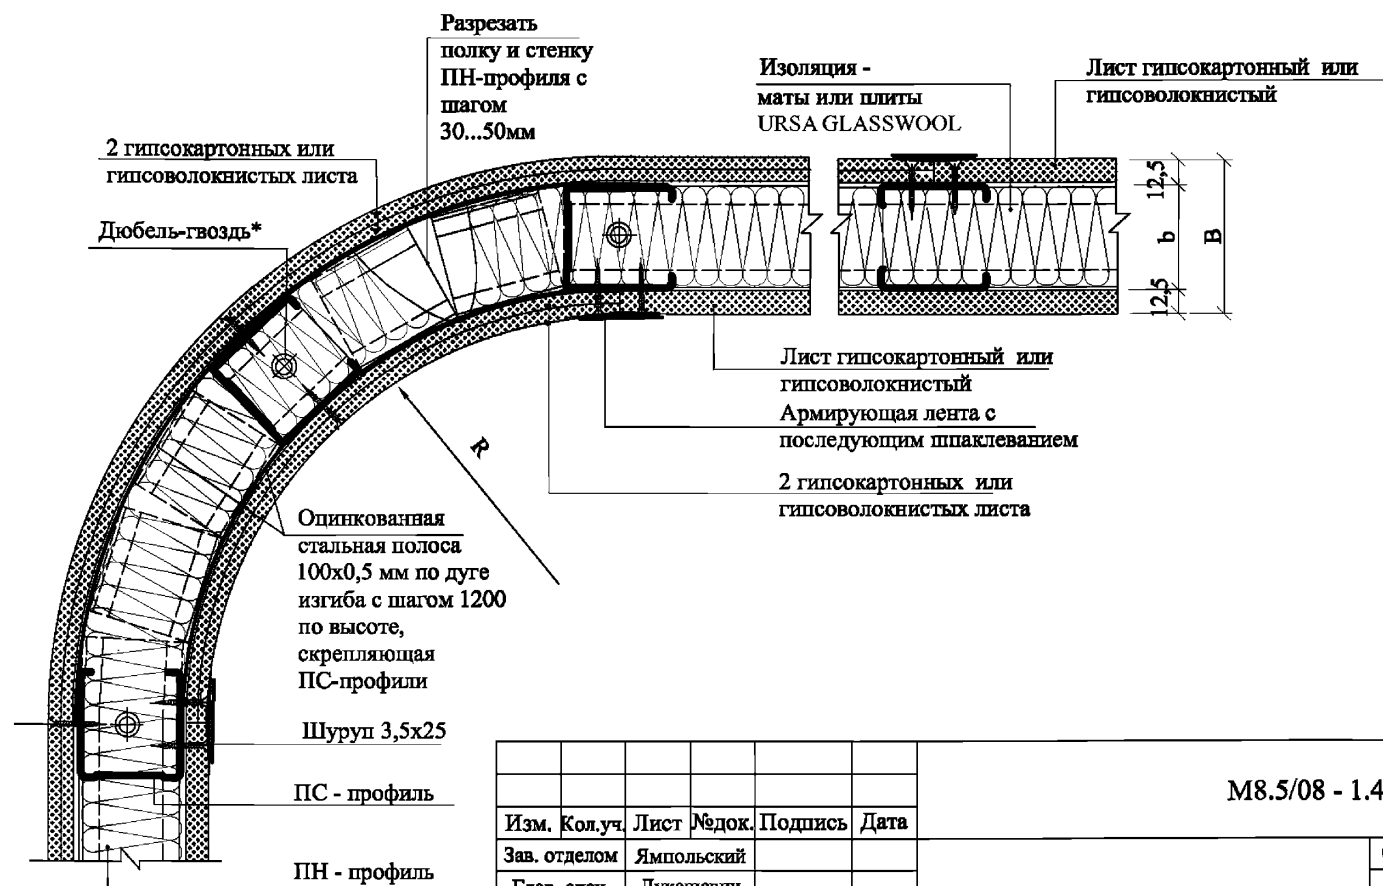 Разрезать
полку и стенку
ПН-профиля с
шагом
30...50мм
Изоляция -
маты или плиты
URSA GLASSWOOL
Лист гипсокартонный или
гипсоволокнистый
2 гипсокартонных или
гипсоволокнистых листа
Дюбель-гвоздь*
12,5
b
B
12,5
Лист гипсокартонный или
гипсоволокнистый
Армирующая лента с
последующим шпаклеванием
R
2 гипсокартонных или
гипсоволокнистых листа
Оцинкованная
стальная полоса
100х0,5 мм по дуге
изгиба с шагом 1200
по высоте,
скрепляющая
ПС-профили
Шуруп 3,5х25
ПС - профиль
ПН - профиль
М8.5/08 - 1.4
Изм. Кол.уч. Лист №док. Подпись Дата
Зав. отделом Ямпольский